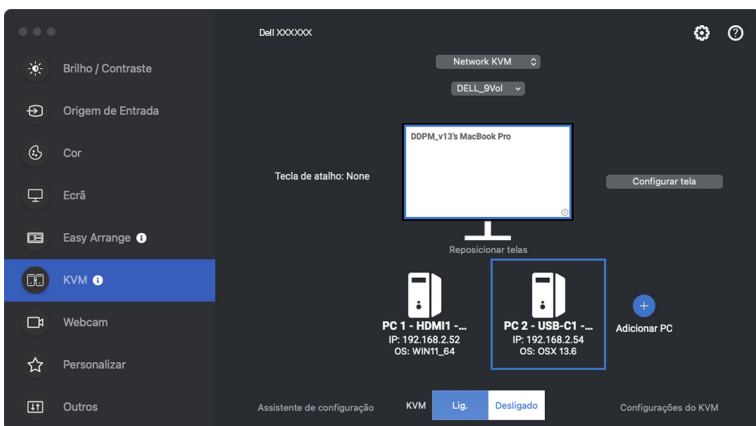 Dell XXXXXX
Brilho / Contraste
Origem de Entrada
Cor
Ecrã
Easy Arrange
KVM
Webcam
Personalizar
Outros
Network KVM
DELL_9Vol
DDPM_v13's MacBook Pro
Tecla de atalho: None
Configurar tela
Reposicionar telas
PC 1 - HDMI1 -...
IP: 192.168.2.52
OS: WIN11_64
PC 2 - USB-C1 -...
IP: 192.168.2.54
OS: OSX 13.6
Adicionar PC
Assistente de configuração
KVM
Lig.
Desligado
Configurações do KVM